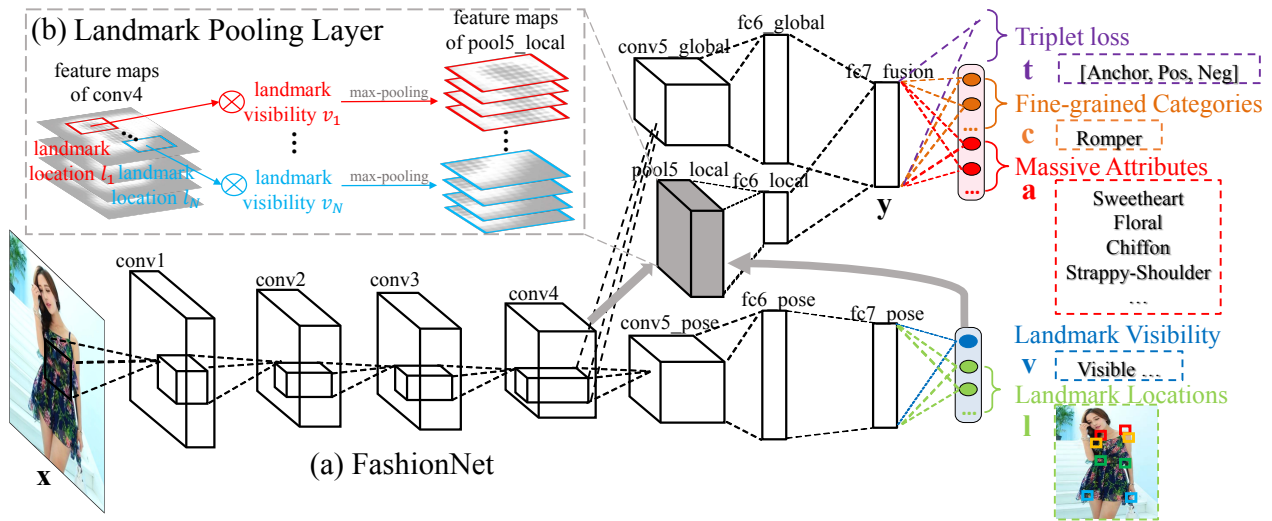 (b) Landmark Pooling Layer
feature maps
of conv4
landmark
visibility v1
max-pooling
feature maps
of pool5_local
landmark
location l1
landmark
location lN
landmark
visibility vN
max-pooling
conv5_global
fc6_global
fc7_fusion
y
pool5_local
fc6_local
Triplet loss
t
[Anchor, Pos, Neg]
Fine-grained Categories
c
Romper
Massive Attributes
a
Sweetheart
Floral
Chiffon
Strappy-Shoulder
...
x
conv1
conv2
conv3
conv4
conv5_pose
fc6_pose
fc7_pose
Landmark Visibility
v
Visible ...
Landmark Locations
l
(a) FashionNet